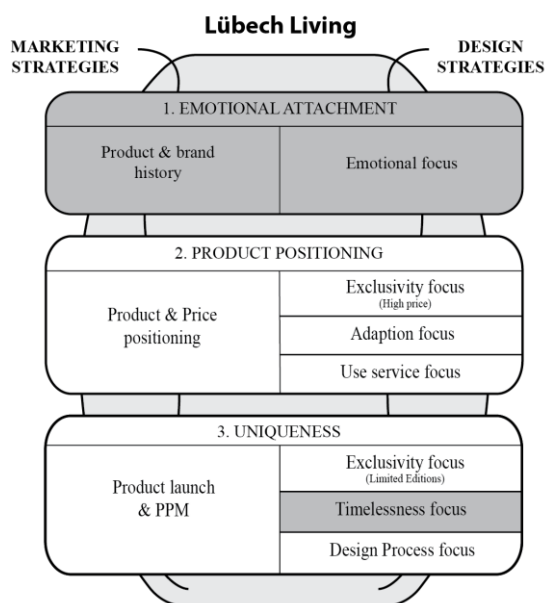 Lübech Living
MARKETING
STRATEGIES
DESIGN
STRATEGIES
1. EMOTIONAL ATTACHMENT
Product & brand
history
Emotional focus
2. PRODUCT POSITIONING
Product & Price
positioning
Exclusivity focus
(High price)
Adaption focus
Use service focus
3. UNIQUENESS
Product launch
& PPM
Exclusivity focus
(Limited Editions)
Timelessness focus
Design Process focus